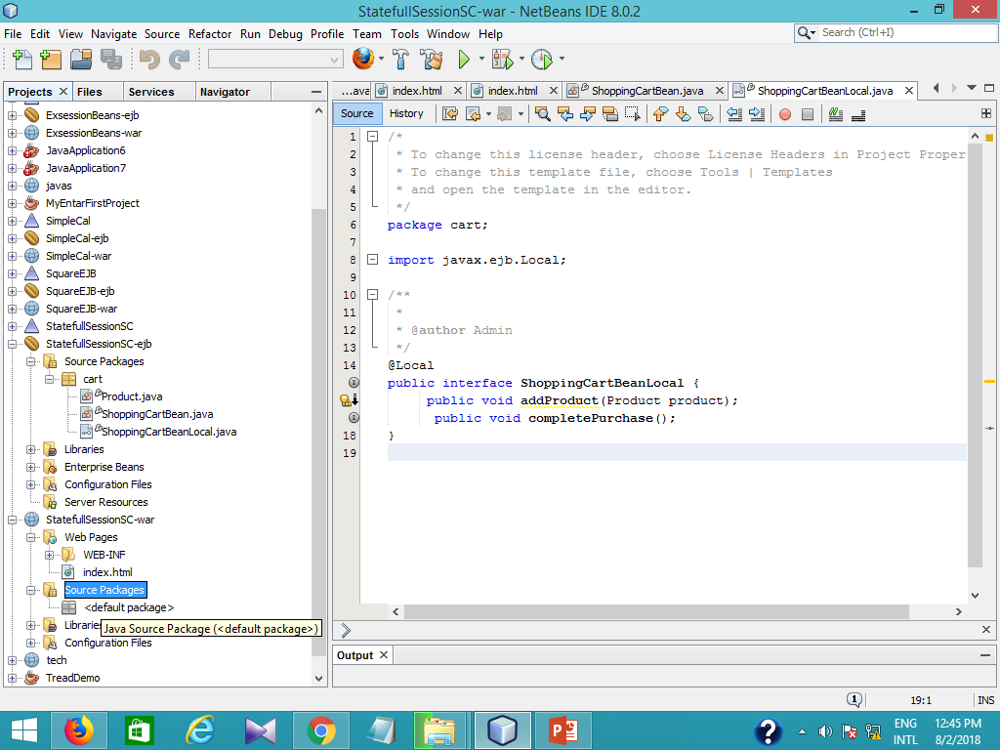 StatefullSessionSC-war - NetBeans IDE 8.0.2
File Edit View Navigate Source Refactor Run Debug Profile Team Tools Window Help
Search (Ctrl+I)
Projects Files Services Navigator
...ava index.html index.html ShoppingCartBean.java ShoppingCartBeanLocal.java
Source History
ExsessionBeans-ejb
ExsessionBeans-war
JavaApplication6
JavaApplication7
javas
MyEntarFirstProject
SimpleCal
SimpleCal-ejb
SimpleCal-war
SquareEJB
SquareEJB-ejb
SquareEJB-war
StatefullSessionSC
StatefullSessionSC-ejb
Source Packages
cart
Product.java
ShoppingCartBean.java
ShoppingCartBeanLocal.java
Libraries
Enterprise Beans
Configuration Files
Server Resources
StatefullSessionSC-war
Web Pages
WEB-INF
index.html
Source Packages
<default package>
Libraries
Java Source Package (<default package>)
Configuration Files
tech
TreadDemo
1 /*
2 * To change this license header, choose License Headers in Project Proper
3 * To change this template file, choose Tools | Templates
4 * and open the template in the editor.
5 */
6 package cart;
7
8 import javax.ejb.Local;
9
10 /**
11 *
12 * @author Admin
13 */
14 @Local
public interface ShoppingCartBeanLocal {
public void addProduct(Product product);
public void completePurchase();
18 }
19
Output
1 19:1 INS
ENG 12:45 PM
INTL 8/2/2018